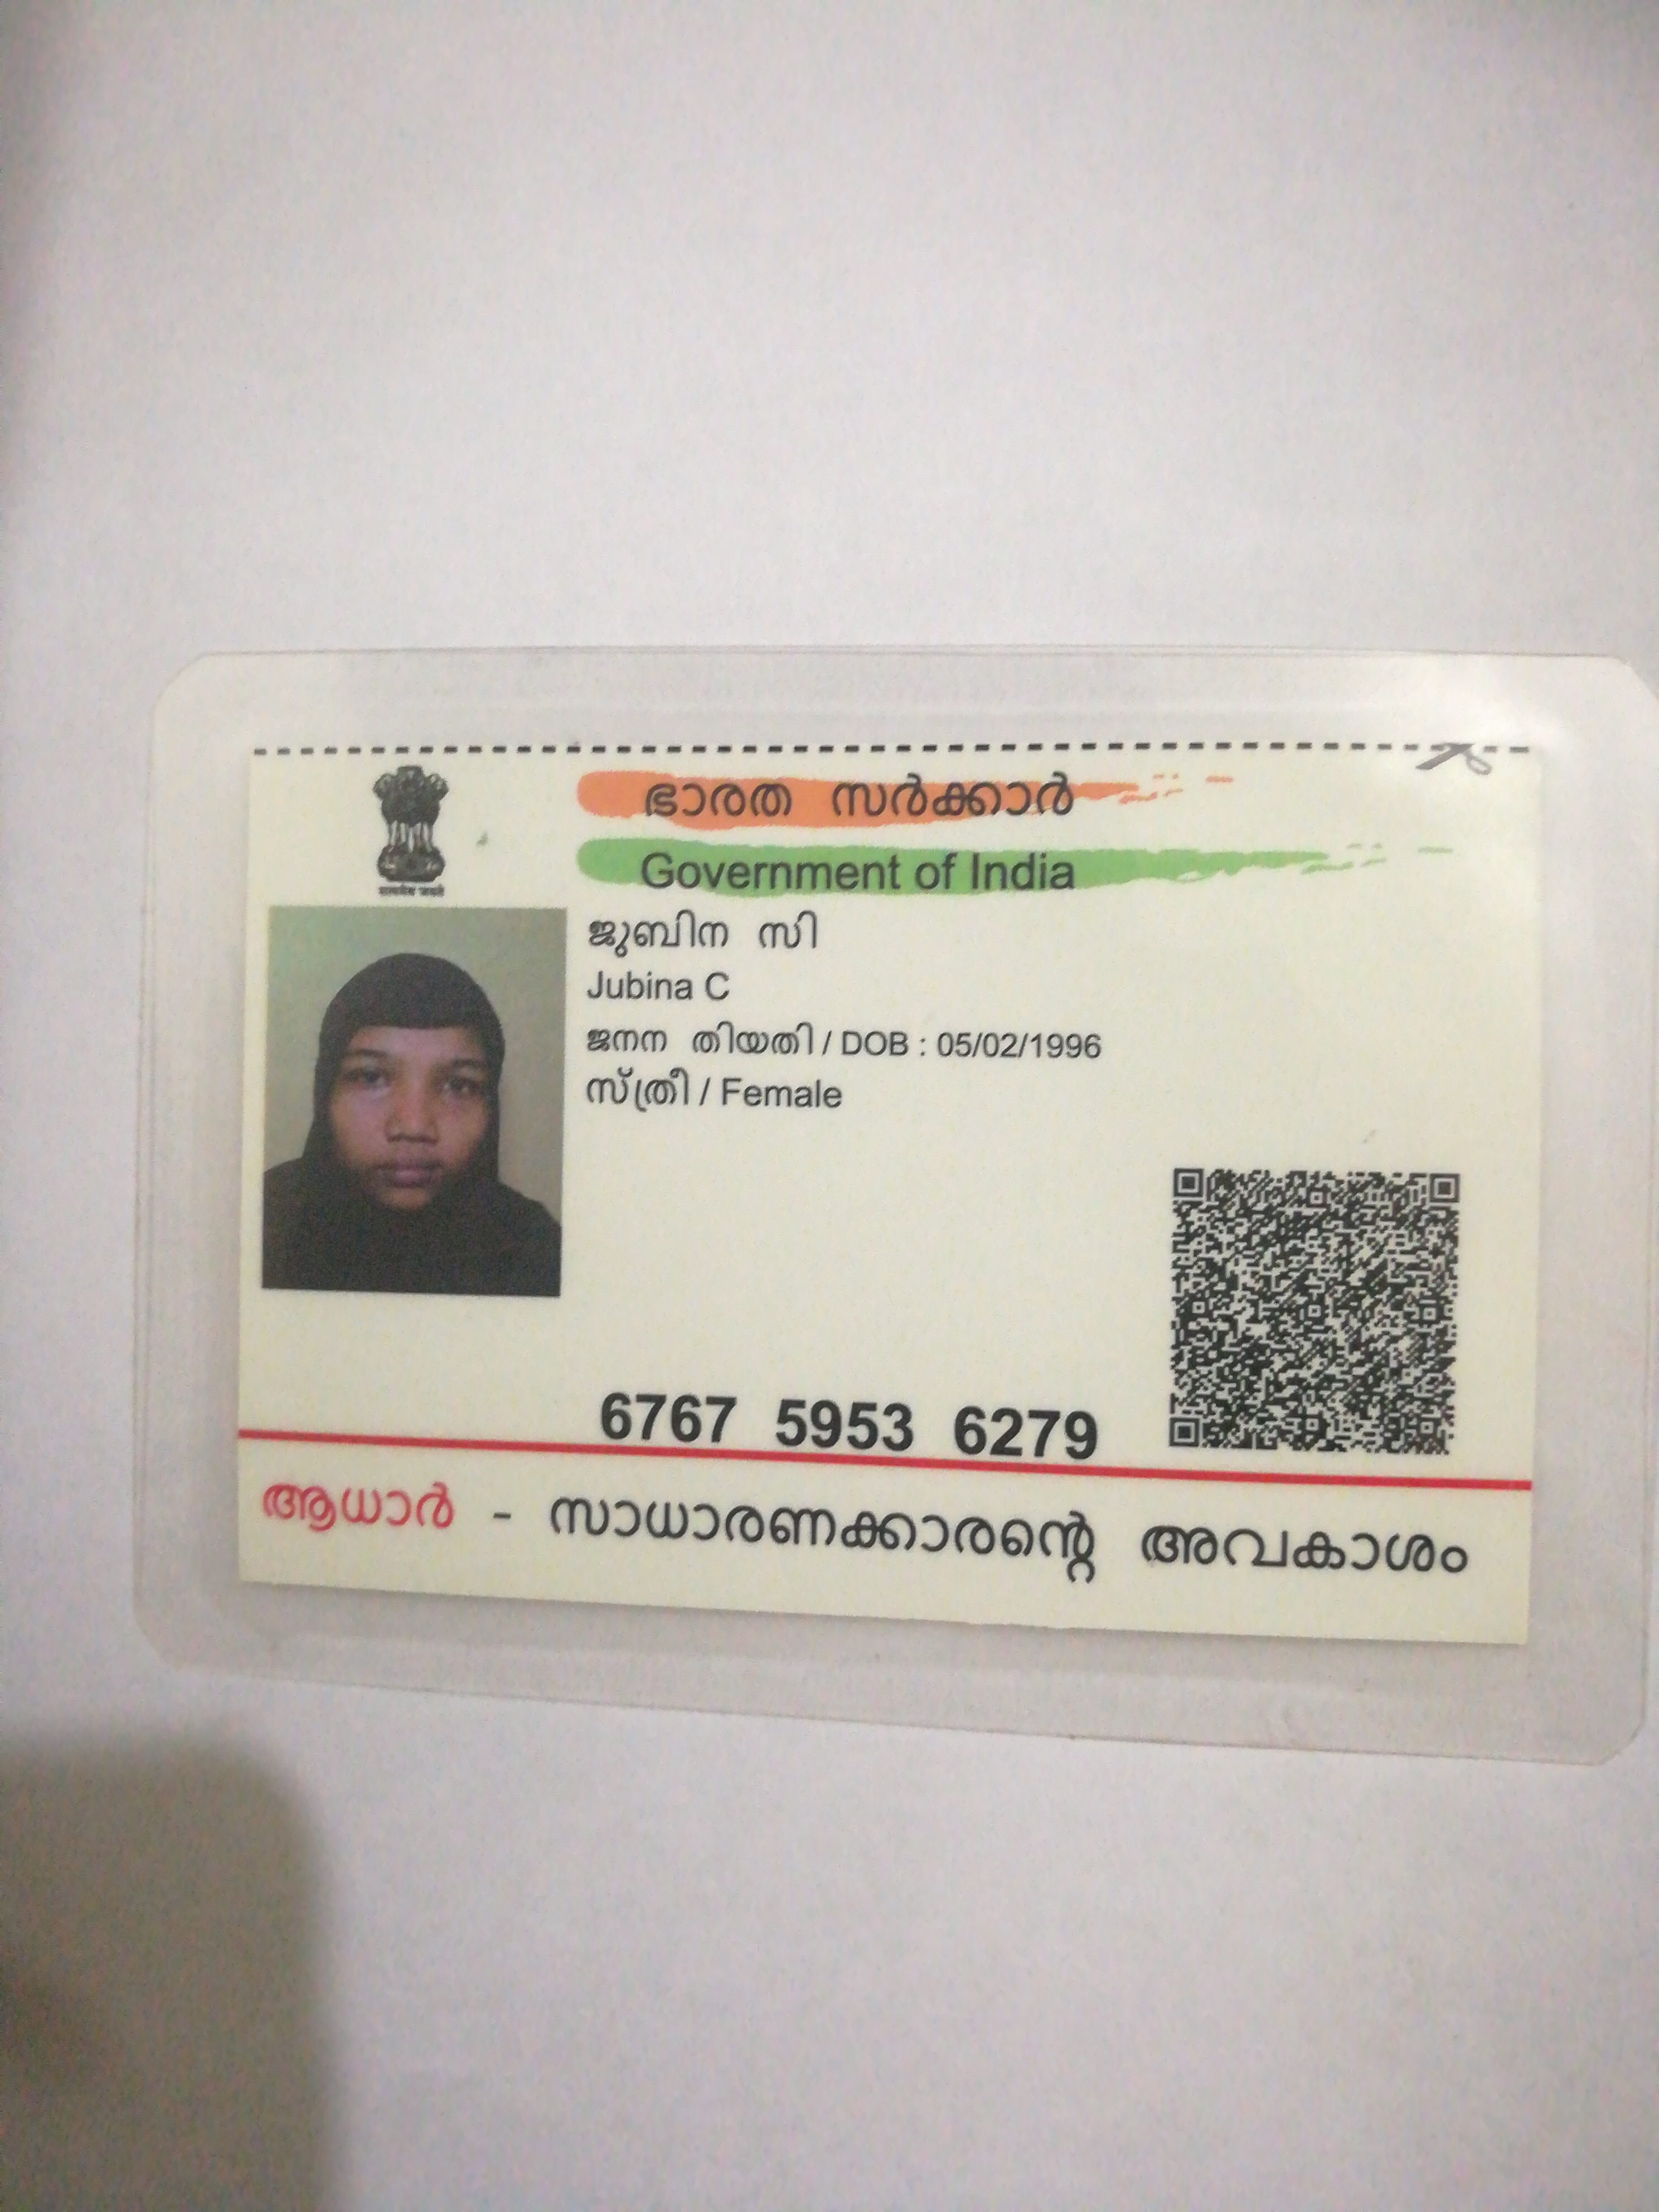 ഭാരത സർക്കാർ
Government of India
ജുബിന സി
Jubina C
ജനന തിയതി / DOB : 05/02/1996
സ്ത്രീ / Female
6767 5953 6279
ആധാർ - സാധാരണക്കാരന്റെ അവകാശം